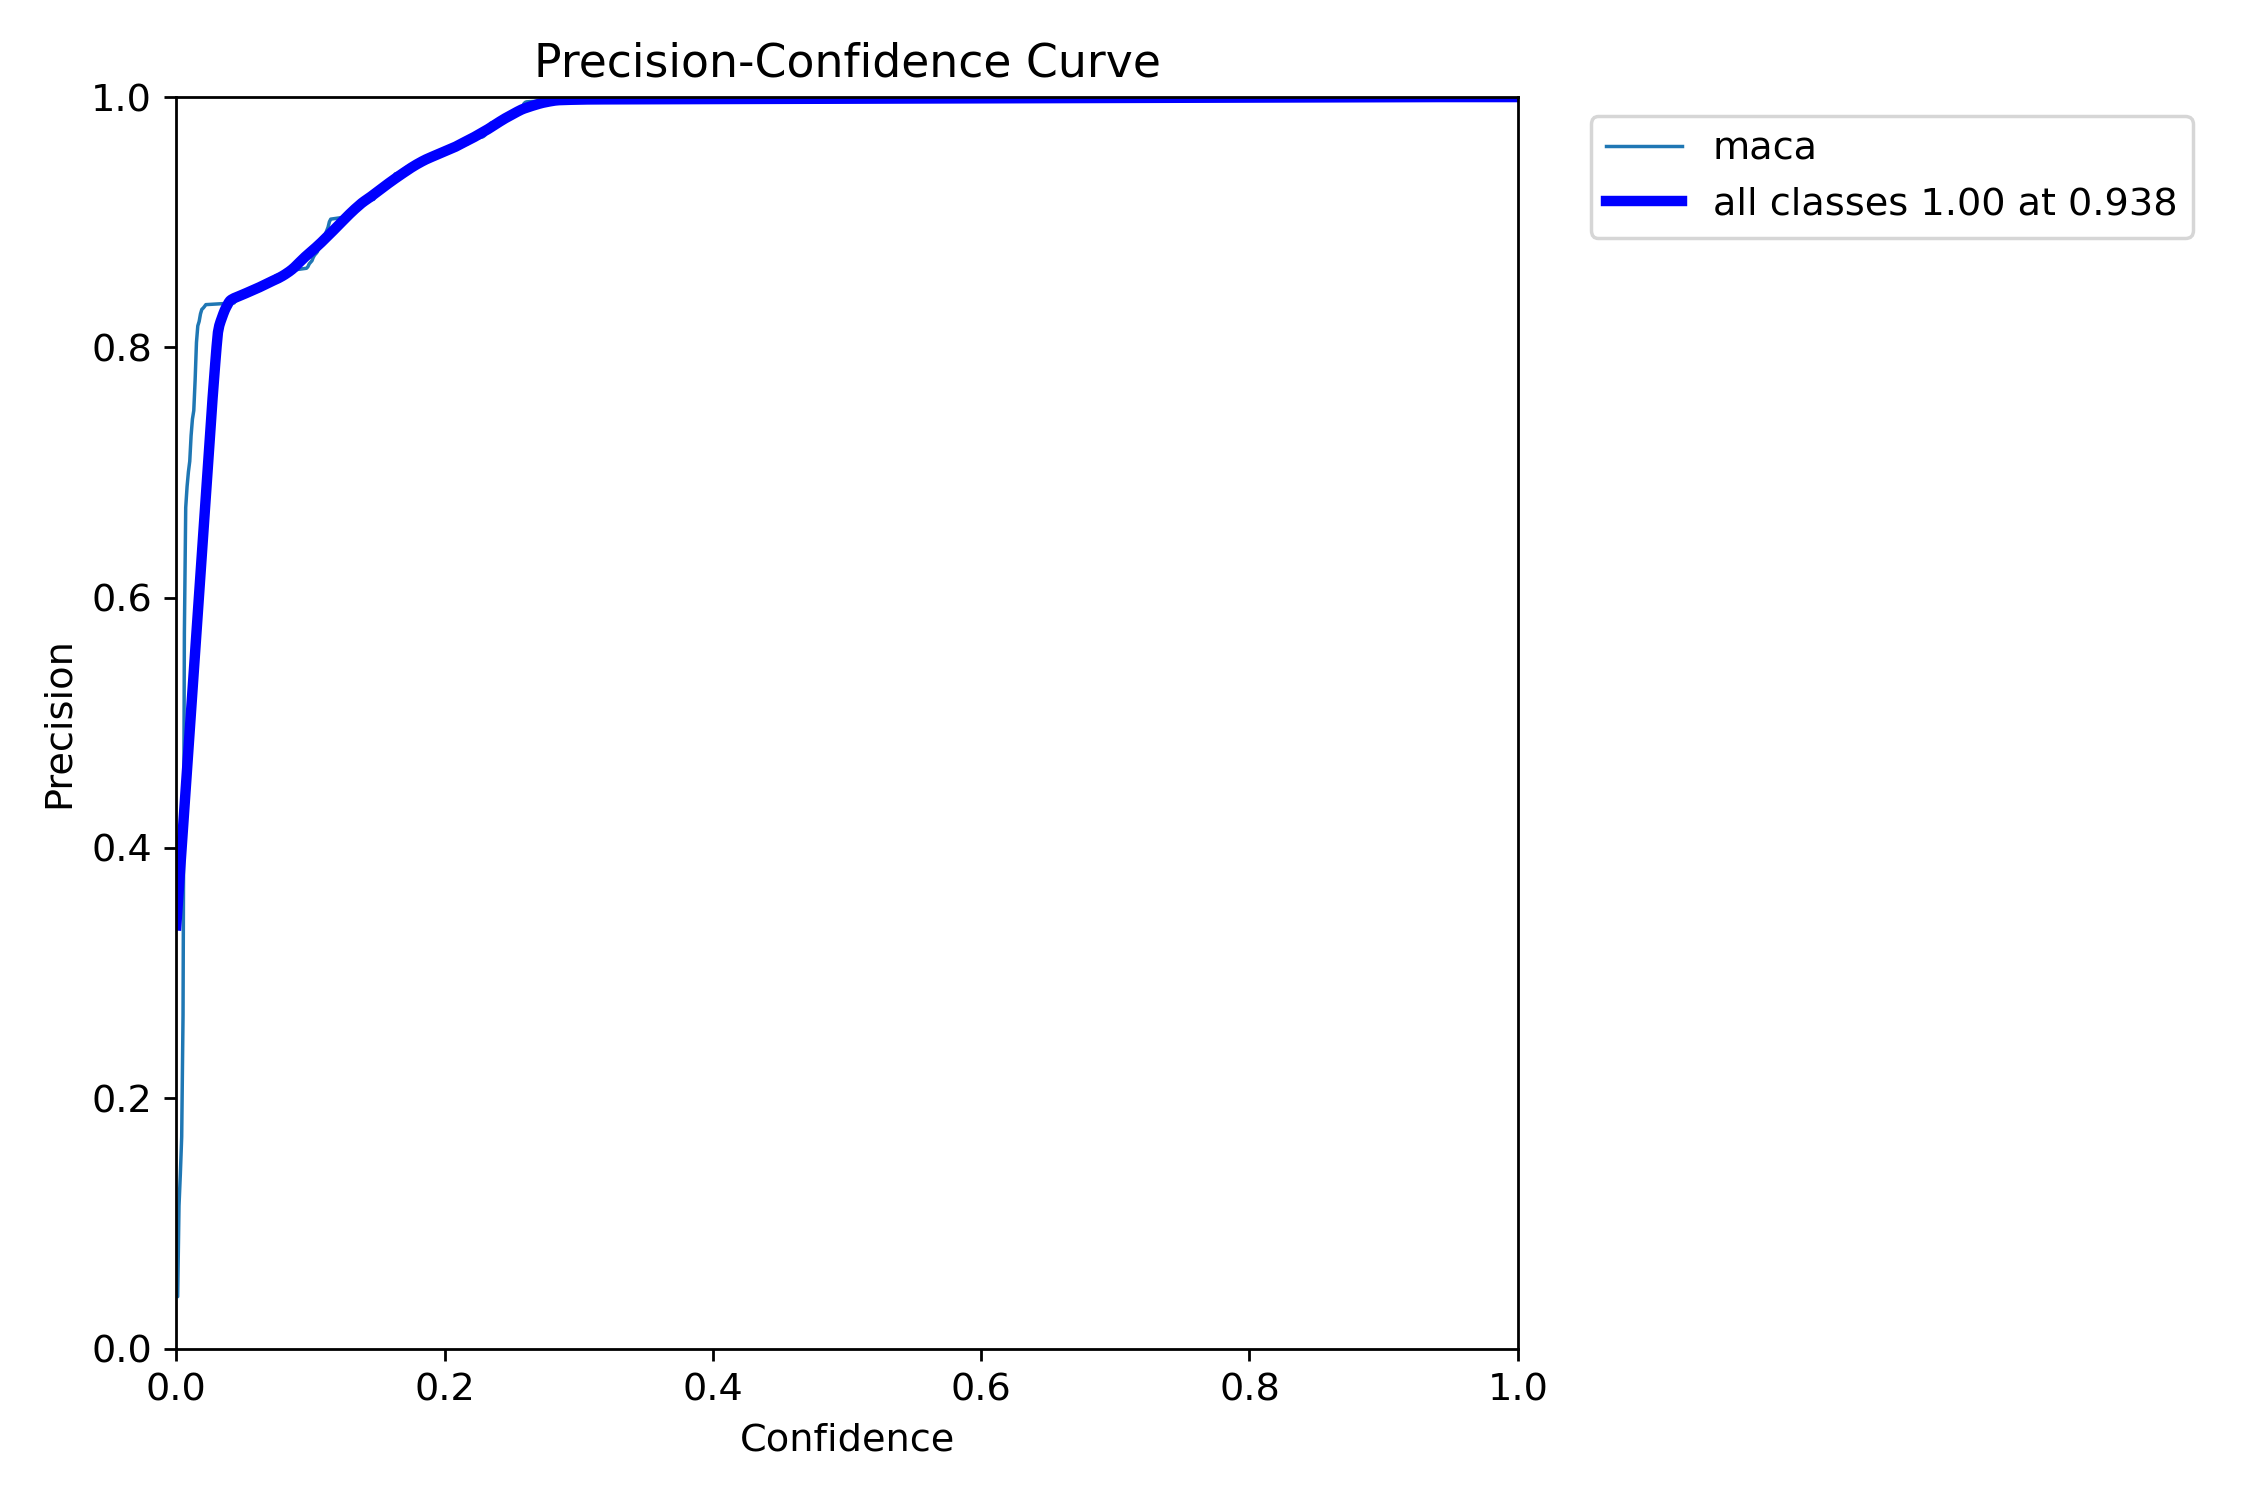 Precision-Confidence Curve
1.0
0.8
0.6
0.4
0.2
0.0
Precision
0.0 0.2 0.4 0.6 0.8 1.0
Confidence
maca
all classes 1.00 at 0.938